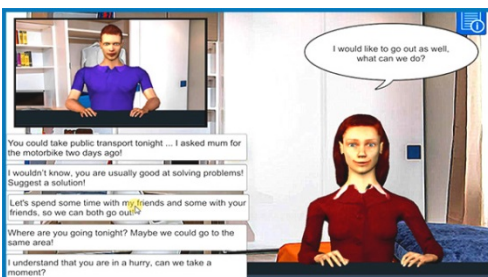 I would like to go out as well,
what can we do?
You could take public transport tonight ... I asked mum for
the motorbike two days ago!
I wouldn't know, you are usually good at solving problems!
Suggest a solution!
Let's spend some time with my friends and some with your
friends, so we can both go out!
Where are you going tonight? Maybe we could go to the
same area!
I understand that you are in a hurry, can we take a
moment?